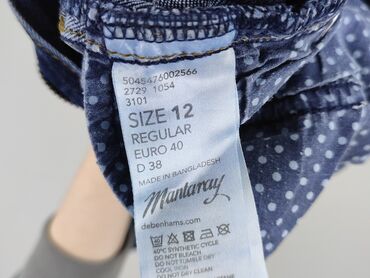 5045476002566
2729 1054
3101
SIZE 12
REGULAR
EURO 40
D 38
MADE IN BANGLADESH
Mantaray
debenhams.com
40°C SYNTHETIC CYCLE
DO NOT BLEACH
DO NOT TUMBLE DRY
COOL IRON
DO NOT DRY CLEAN